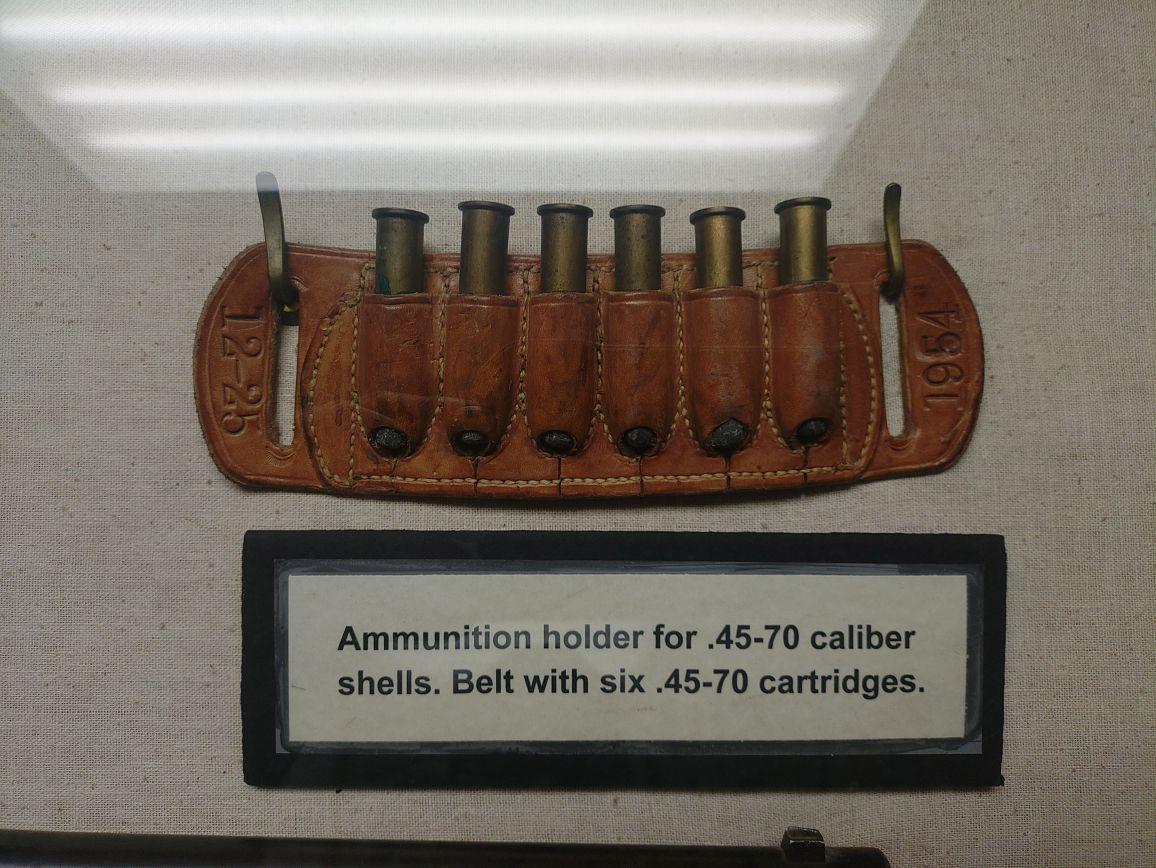 12-25
1954
Ammunition holder for .45-70 caliber
shells. Belt with six .45-70 cartridges.